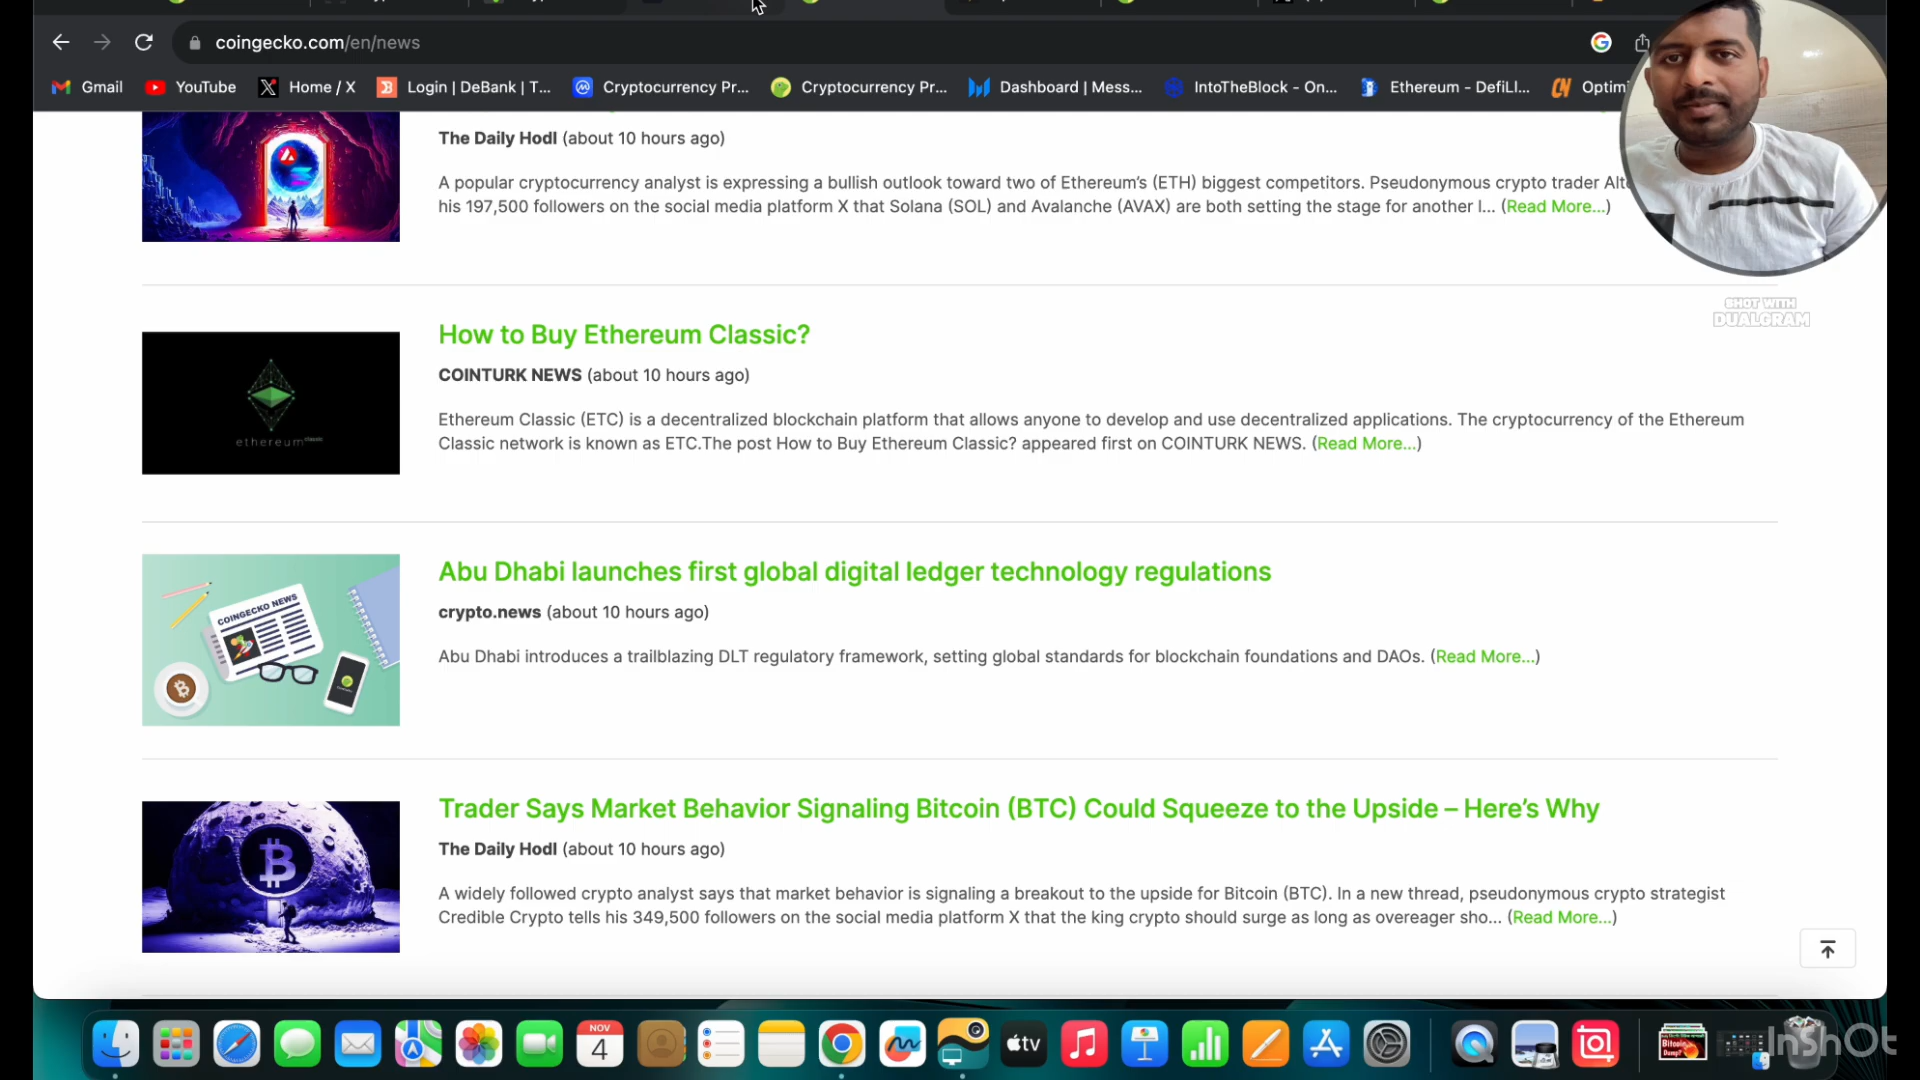 coingecko.com/en/news
Gmail
YouTube
Home / X
Login | DeBank | T...
Cryptocurrency Pr...
Cryptocurrency Pr...
Dashboard | Mess...
IntoTheBlock - On...
Ethereum - DefiLl...
Optimi
The Daily Hodl (about 10 hours ago)
A popular cryptocurrency analyst is expressing a bullish outlook toward two of Ethereum’s (ETH) biggest competitors. Pseudonymous crypto trader
his 197,500 followers on the social media platform X that Solana (SOL) and Avalanche (AVAX) are both setting the stage for another l... (Read More...)
SHOT WITH
DUALGRAM
How to Buy Ethereum Classic?
COINTURK NEWS (about 10 hours ago)
Ethereum Classic (ETC) is a decentralized blockchain platform that allows anyone to develop and use decentralized applications. The cryptocurrency of the Ethereum
Classic network is known as ETC.The post How to Buy Ethereum Classic? appeared first on COINTURK NEWS. (Read More...)
ethereum classic
Abu Dhabi launches first global digital ledger technology regulations
crypto.news (about 10 hours ago)
Abu Dhabi introduces a trailblazing DLT regulatory framework, setting global standards for blockchain foundations and DAOs. (Read More...)
COINGECKO NEWS
Trader Says Market Behavior Signaling Bitcoin (BTC) Could Squeeze to the Upside – Here’s Why
The Daily Hodl (about 10 hours ago)
A widely followed crypto analyst says that market behavior is signaling a breakout to the upside for Bitcoin (BTC). In a new thread, pseudonymous crypto strategist
Credible Crypto tells his 349,500 followers on the social media platform X that the king crypto should surge as long as overeager sho... (Read More...)
NOV
4
tv
Bitcoin
Dump?
InShOt